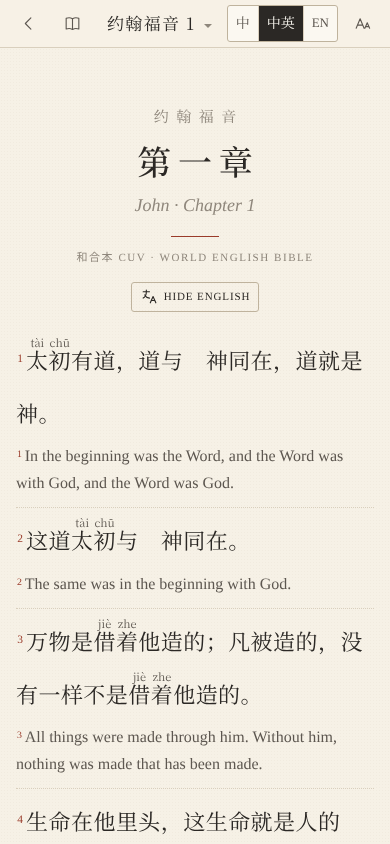 约翰福音 1 中 中英 EN AA
约翰福音
第一章
John · Chapter 1
和合本 CUV · WORLD ENGLISH BIBLE
HIDE ENGLISH
tài chū
1 太初有道，道与　神同在，道就是
神。
1 In the beginning was the Word, and the Word was
with God, and the Word was God.
tài chū
2 这道太初与　神同在。
2 The same was in the beginning with God.
jiè zhe
3 万物是借着他造的；凡被造的，没
jiè zhe
有一样不是借着他造的。
3 All things were made through him. Without him,
nothing was made that has been made.
4 生命在他里头，这生命就是人的